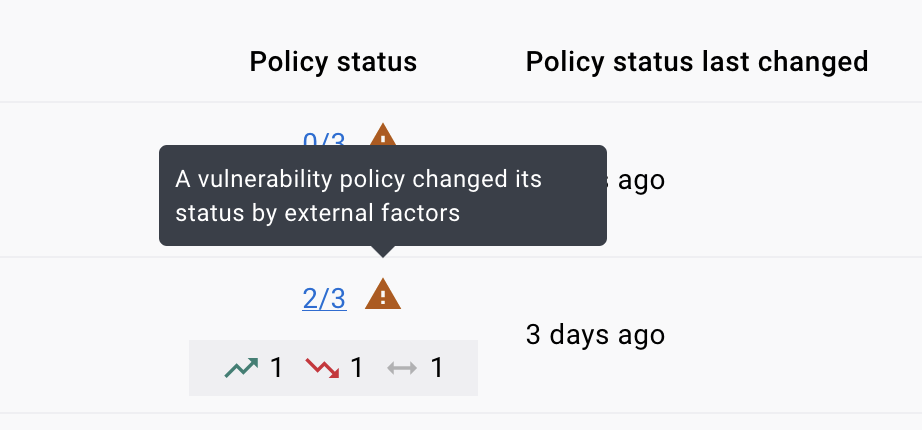 Policy status
Policy status last changed
0/3
A vulnerability policy changed its
status by external factors
ago
2/3
3 days ago
1 1 1